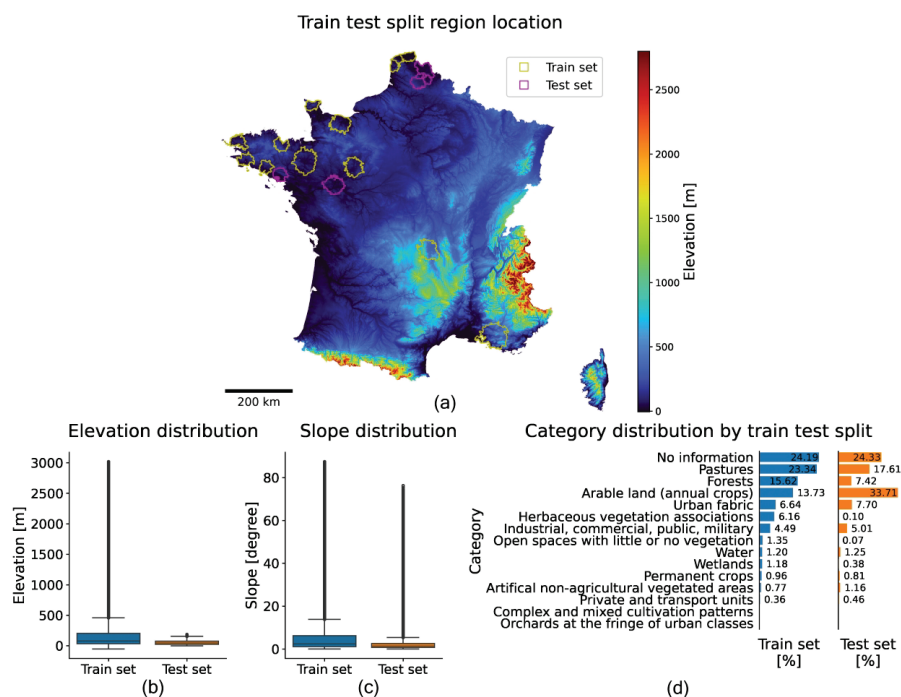 Train test split region location
Train set
Test set
2500
2000
1500
1000
500
0
Elevation [m]
200 km
(a)
Elevation distribution
3000
2500
2000
1500
1000
500
0
Elevation [m]
Train set
Test set
(b)
Slope distribution
80
60
40
20
0
Slope [degree]
Train set
Test set
(c)
Category distribution by train test split
Category
No information 24.19 24.33
Pastures 23.34 17.61
Forests 15.62 7.42
Arable land (annual crops) 13.73 33.71
Urban fabric 6.64 7.70
Herbaceous vegetation associations 6.16 0.10
Industrial, commercial, public, military 4.49 5.01
Open spaces with little or no vegetation 1.35 0.07
Water 1.20 1.25
Wetlands 1.18 0.38
Permanent crops 0.96 0.81
Artifical non-agricultural vegetated areas 0.77 1.16
Private and transport units 0.36 0.46
Complex and mixed cultivation patterns
Orchards at the fringe of urban classes
Train set
[%]
Test set
[%]
(d)